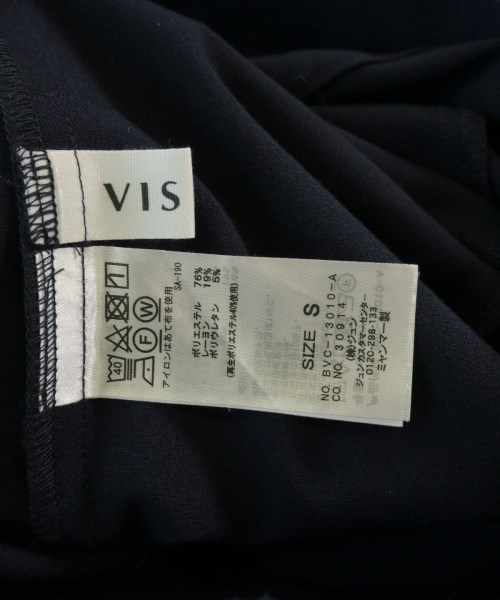 VIS
40
F
W
アイロンはあて布を使用
SA-190
ポリエステル 76%
レーヨン 19%
ポリウレタン 5%
(再生ポリエステル40%使用)
SIZE S
NO. BVC-13010-A
CO. NO. 30914
(株)ジュン
ジュンカスタマーセンター
0120-298-133
ミャンマー製